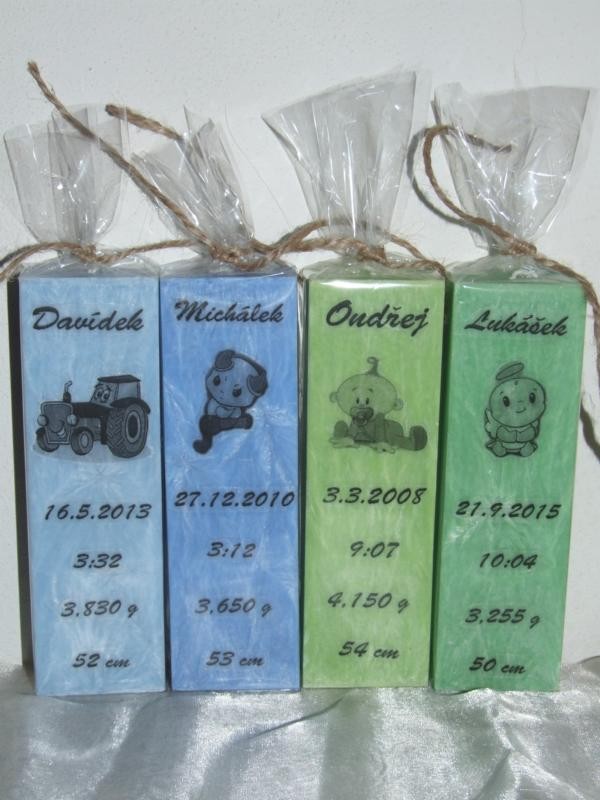 Davídek
16.5.2013
3:32
3.830 g
52 cm
Michálek
27.12.2010
3:12
3.650 g
53 cm
Ondřej
3.3.2008
9:07
4.150 g
54 cm
Lukášek
21.9.2015
10:04
3.255 g
50 cm